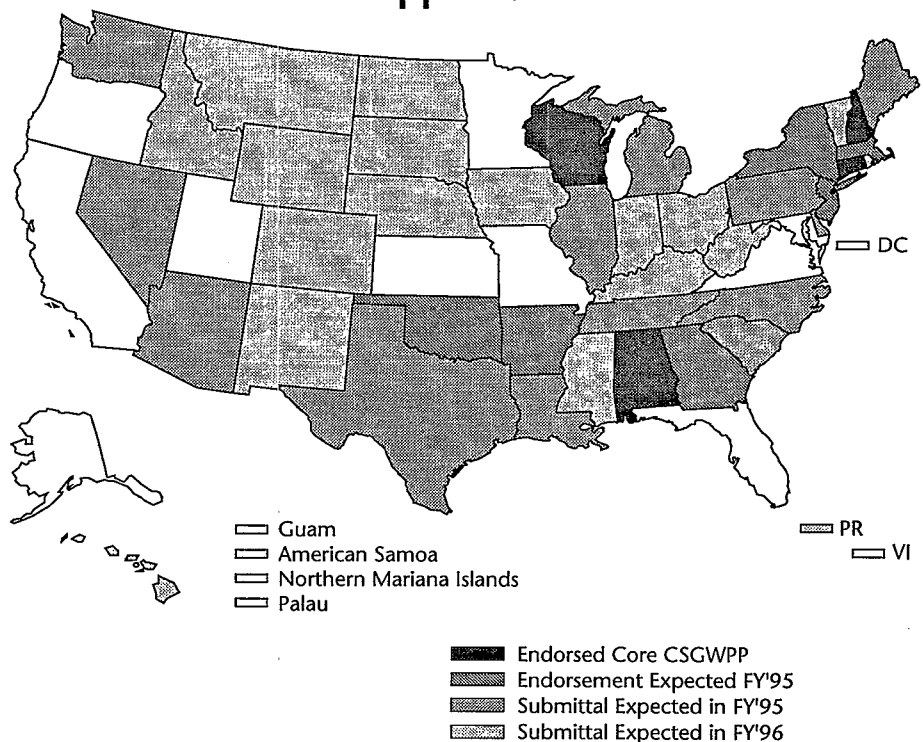 DC
Guam
PR
American Samoa
VI
Northern Mariana Islands
Palau
Endorsed Core CSGWPP
Endorsement Expected FY'95
Submittal Expected in FY'95
Submittal Expected in FY'96